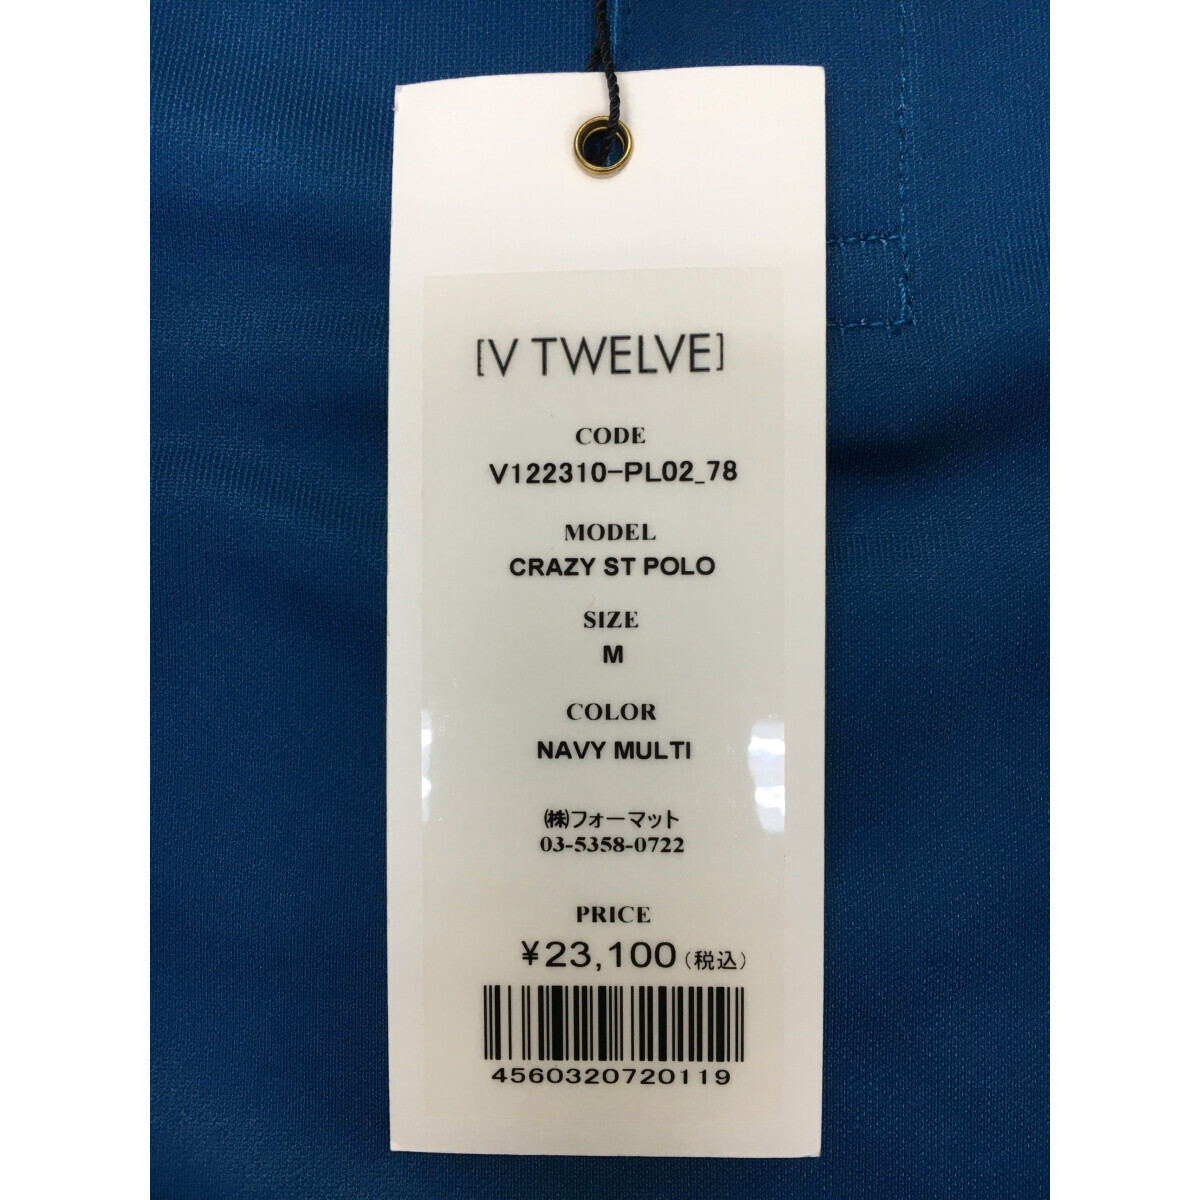 [V TWELVE]
CODE
V122310-PL02_78
MODEL
CRAZY ST POLO
SIZE
M
COLOR
NAVY MULTI
㈱フォーマット
03-5358-0722
PRICE
¥23,100(税込)
4560320720119